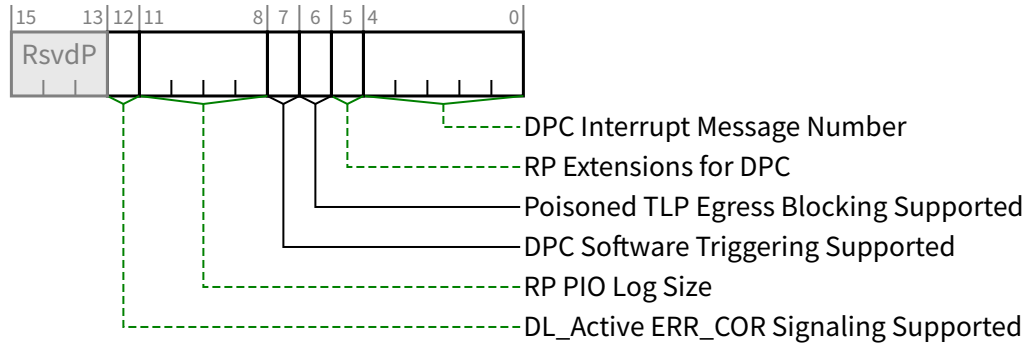 15 13 12 11 8 7 6 5 4 0
RsvdP
DPC Interrupt Message Number
RP Extensions for DPC
Poisoned TLP Egress Blocking Supported
DPC Software Triggering Supported
RP PIO Log Size
DL_Active ERR_COR Signaling Supported